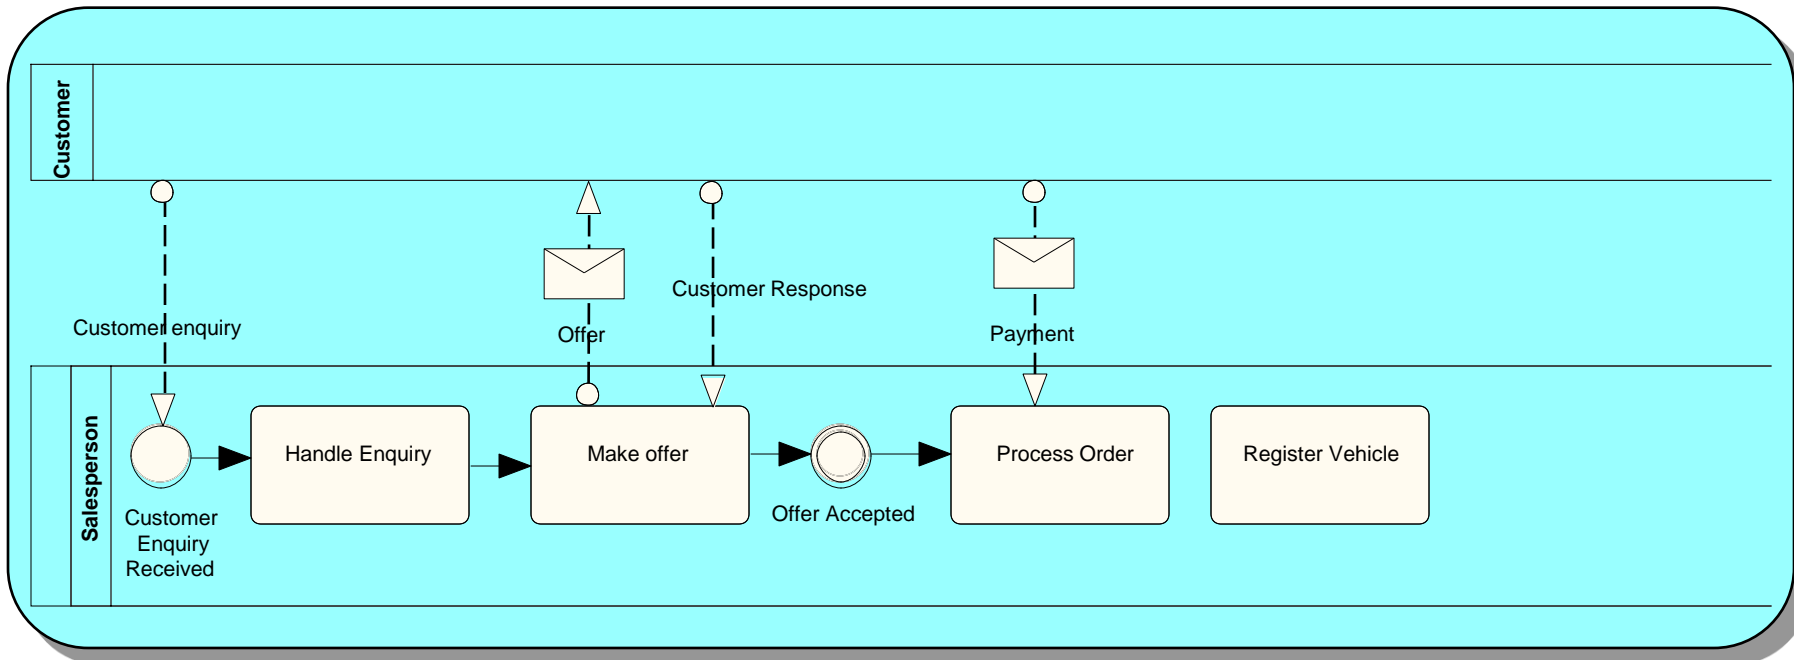 Customer
Customer enquiry
Offer
Customer Response
Payment
Salesperson
Customer
Enquiry
Received
Handle Enquiry
Make offer
Offer Accepted
Process Order
Register Vehicle